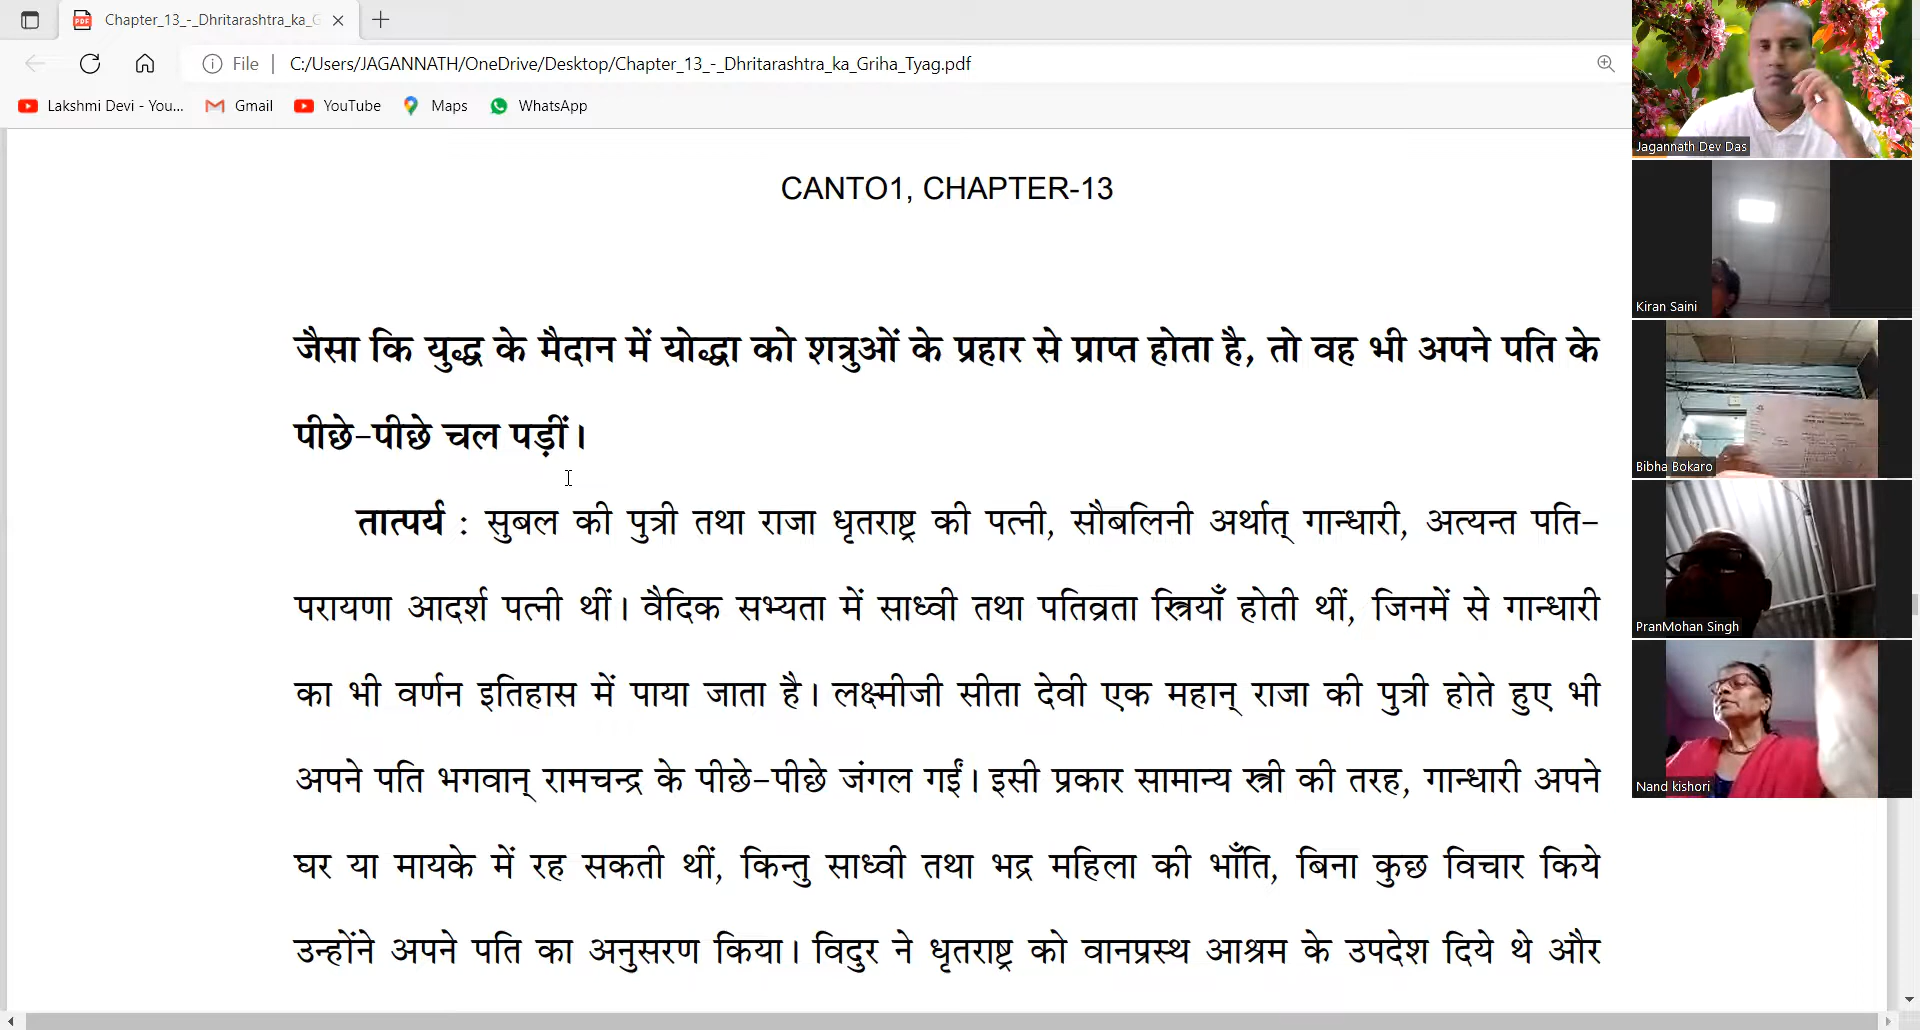 Chapter_13_-_Dhritarashtra_ka_G
File
C:/Users/JAGANNATH/OneDrive/Desktop/Chapter_13_-_Dhritarashtra_ka_Griha_Tyag.pdf
Lakshmi Devi - You...
Gmail
YouTube
Maps
WhatsApp
CANTO1, CHAPTER-13
जैसा कि युद्ध के मैदान में योद्धा को शत्रुओं के प्रहार से प्राप्त होता है, तो वह भी अपने पति के
पीछे-पीछे चल पड़ीं।
तात्पर्य : सुबल की पुत्री तथा राजा धृतराष्ट्र की पत्नी, सौबलिनी अर्थात् गान्धारी, अत्यन्त पति-
परायणा आदर्श पत्नी थीं। वैदिक सभ्यता में साध्वी तथा पतिव्रता स्त्रियाँ होती थीं, जिनमें से गान्धारी
का भी वर्णन इतिहास में पाया जाता है। लक्ष्मीजी सीता देवी एक महान् राजा की पुत्री होते हुए भी
अपने पति भगवान् रामचन्द्र के पीछे-पीछे जंगल गईं। इसी प्रकार सामान्य स्त्री की तरह, गान्धारी अपने
घर या मायके में रह सकती थीं, किन्तु साध्वी तथा भद्र महिला की भाँति, बिना कुछ विचार किये
उन्होंने अपने पति का अनुसरण किया। विदुर ने धृतराष्ट्र को वानप्रस्थ आश्रम के उपदेश दिये थे और
Jagannath Dev Das
Kiran Saini
Bibha Bokaro
PranMohan Singh
Nand kishori